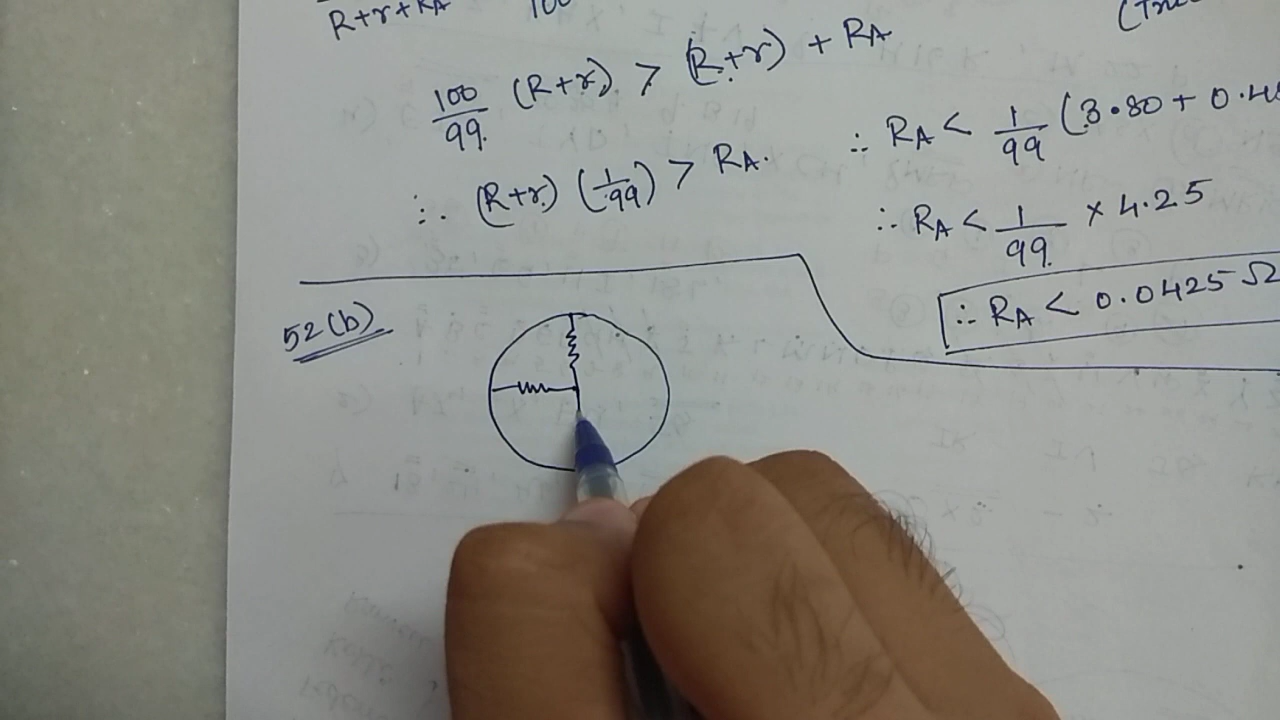 R+r+RA 100
100/99 (R+r) > (R+r) + RA
∴ (R+r) (1/99) > RA.
∴ RA < 1/99 (3.80 + 0.4
∴ RA < 1/99 × 4.25
∴ RA < 0.0425 Ω
52(b)